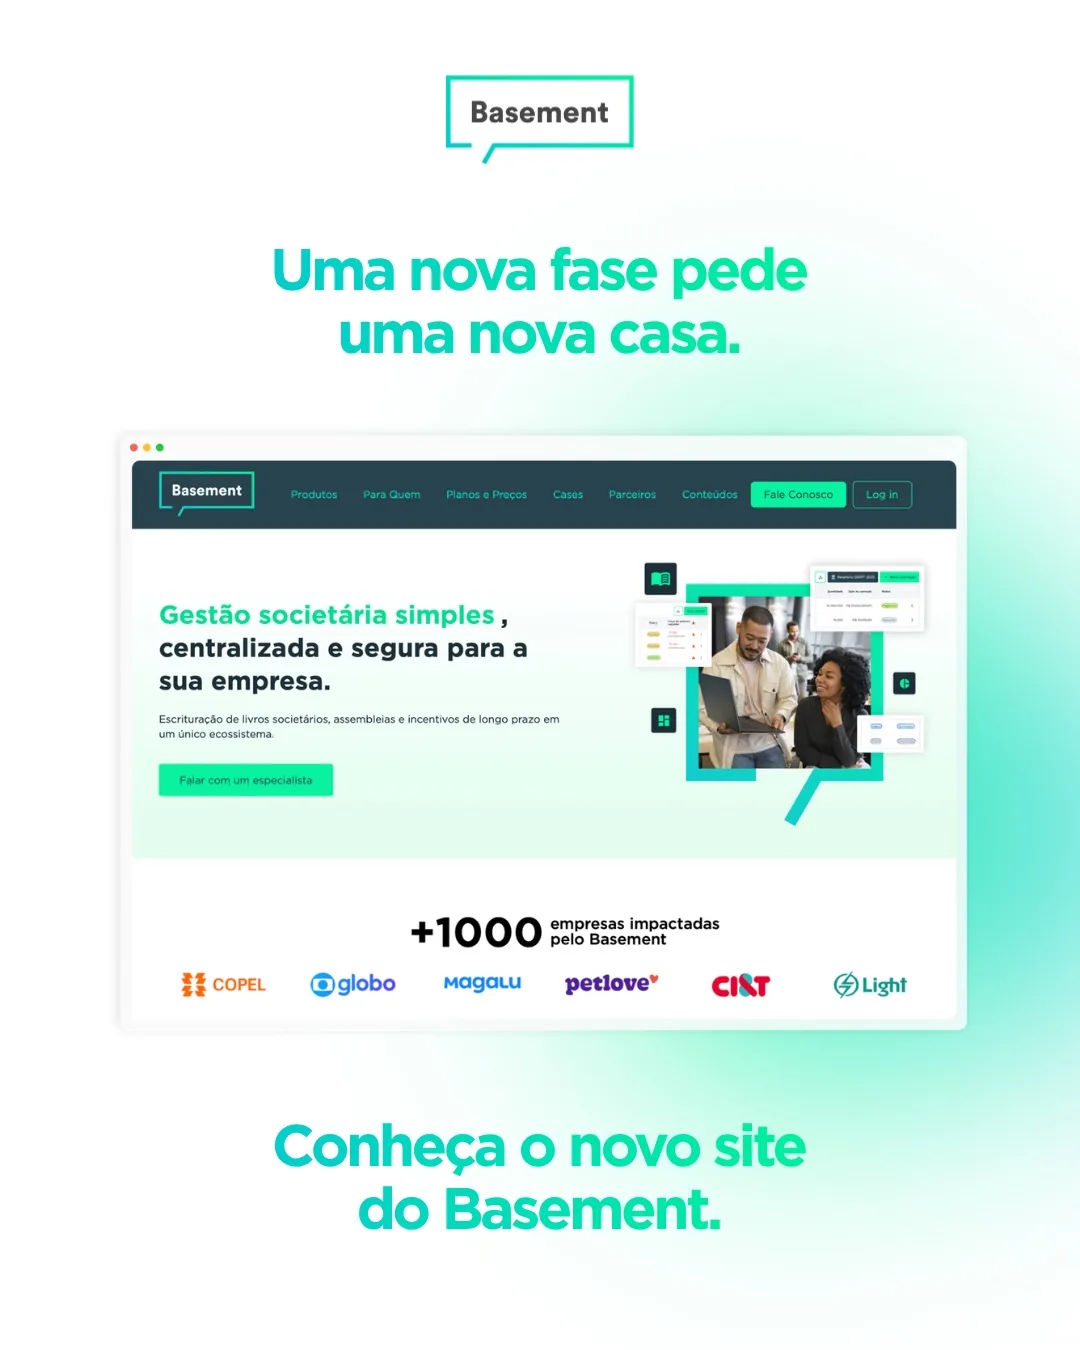 Basement
Uma nova fase pede
uma nova casa.
Basement
Produtos
Para Quem
Planos e Preços
Cases
Parceiros
Conteúdos
Fale Conosco
Log in
Gestão societária simples ,
centralizada e segura para a
sua empresa.
Escrituração de livros societários, assembleias e incentivos de longo prazo em
um único ecossistema.
Falar com um especialista
+1000
empresas impactadas
pelo Basement
COPEL
globo
MAGALU
petlove
CI&T
Light
Conheça o novo site
do Basement.